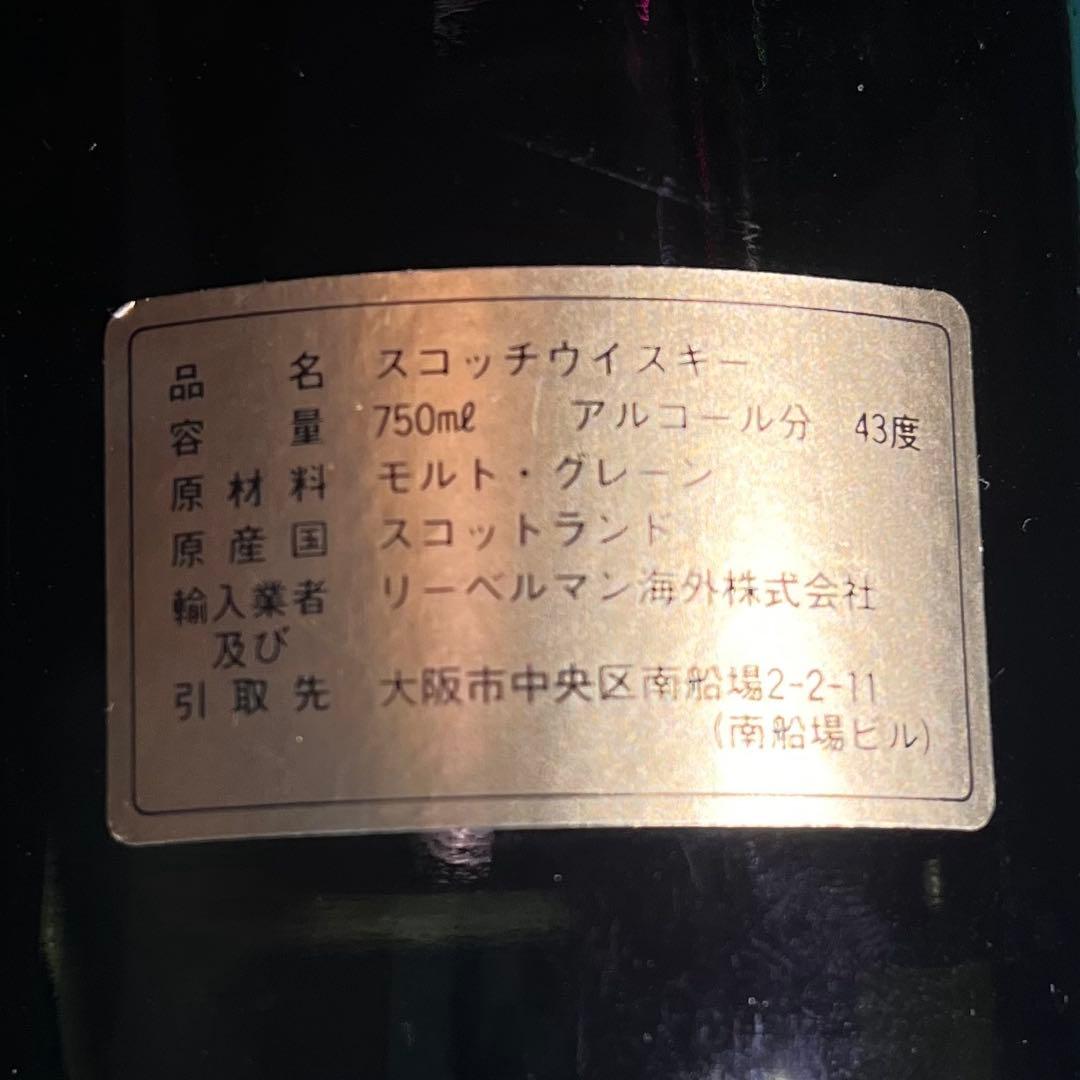 品名 スコッチウイスキー
容量 750mℓ アルコール分 43度
原材料 モルト・グレーン
原産国 スコットランド
輸入業者 リーベルマン海外株式会社
及び
引取先 大阪市中央区南船場2-2-11
(南船場ビル)